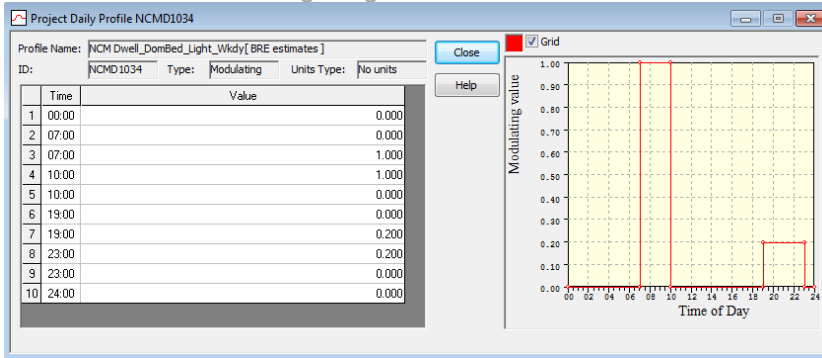 Project Daily Profile NCMD1034
Profile Name: NCM Dwell_DomBed_Light_Wkdy[ BRE estimates ]
ID: NCMD1034 Type: Modulating Units Type: No units
Close
Help
Time Value
1 00:00 0.000
2 07:00 0.000
3 07:00 1.000
4 10:00 1.000
5 10:00 0.000
6 19:00 0.000
7 19:00 0.200
8 23:00 0.200
9 23:00 0.000
10 24:00 0.000
Grid
Modulating value
1.00
0.90
0.80
0.70
0.60
0.50
0.40
0.30
0.20
0.10
0.00
00 02 04 06 08 10 12 14 16 18 20 22 24
Time of Day